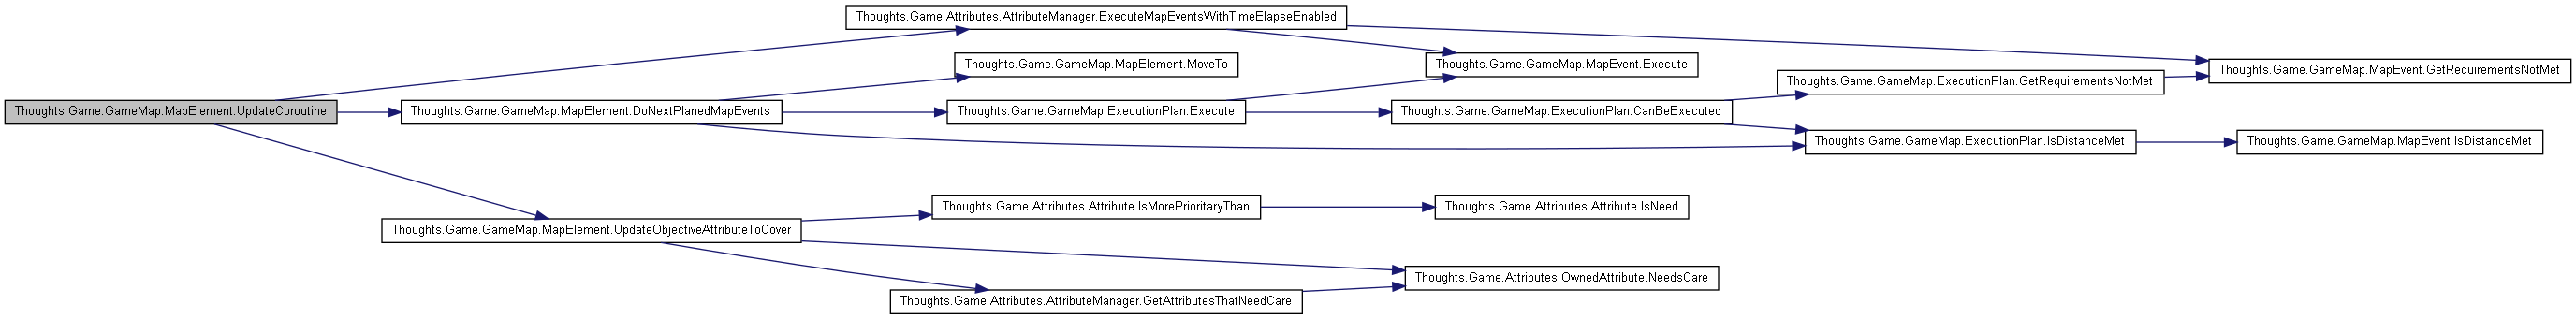 Thoughts.Game.Attributes.AttributeManager.ExecuteMapEventsWithTimeElapseEnabled
Thoughts.Game.GameMap.MapElement.MoveTo
Thoughts.Game.GameMap.MapEvent.Execute
Thoughts.Game.GameMap.MapEvent.GetRequirementsNotMet
Thoughts.Game.GameMap.ExecutionPlan.GetRequirementsNotMet
Thoughts.Game.GameMap.MapElement.UpdateCoroutine
Thoughts.Game.GameMap.MapElement.DoNextPlanedMapEvents
Thoughts.Game.GameMap.ExecutionPlan.Execute
Thoughts.Game.GameMap.ExecutionPlan.CanBeExecuted
Thoughts.Game.GameMap.ExecutionPlan.IsDistanceMet
Thoughts.Game.GameMap.MapEvent.IsDistanceMet
Thoughts.Game.Attributes.Attribute.IsMorePrioritaryThan
Thoughts.Game.Attributes.Attribute.IsNeed
Thoughts.Game.GameMap.MapElement.UpdateObjectiveAttributeToCover
Thoughts.Game.Attributes.OwnedAttribute.NeedsCare
Thoughts.Game.Attributes.AttributeManager.GetAttributesThatNeedCare